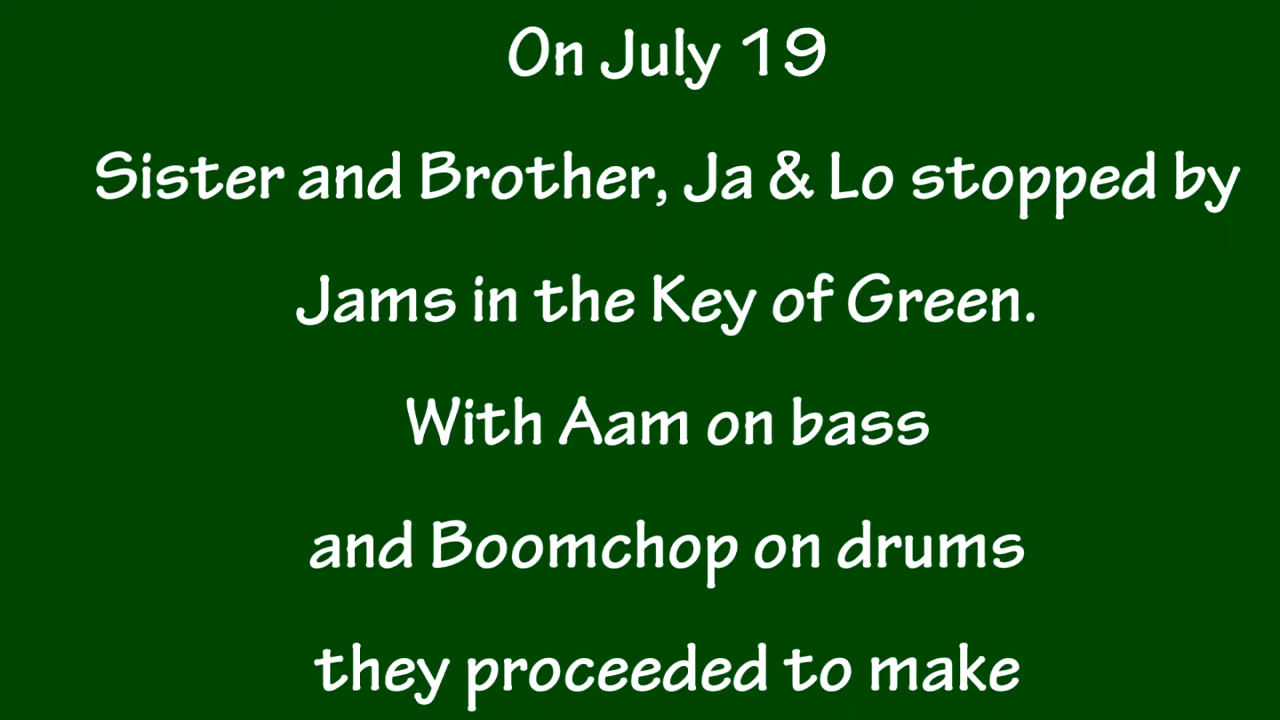 On July 19
Sister and Brother, Ja & Lo stopped by
Jams in the Key of Green.
With Aam on bass
and Boomchop on drums
they proceeded to make